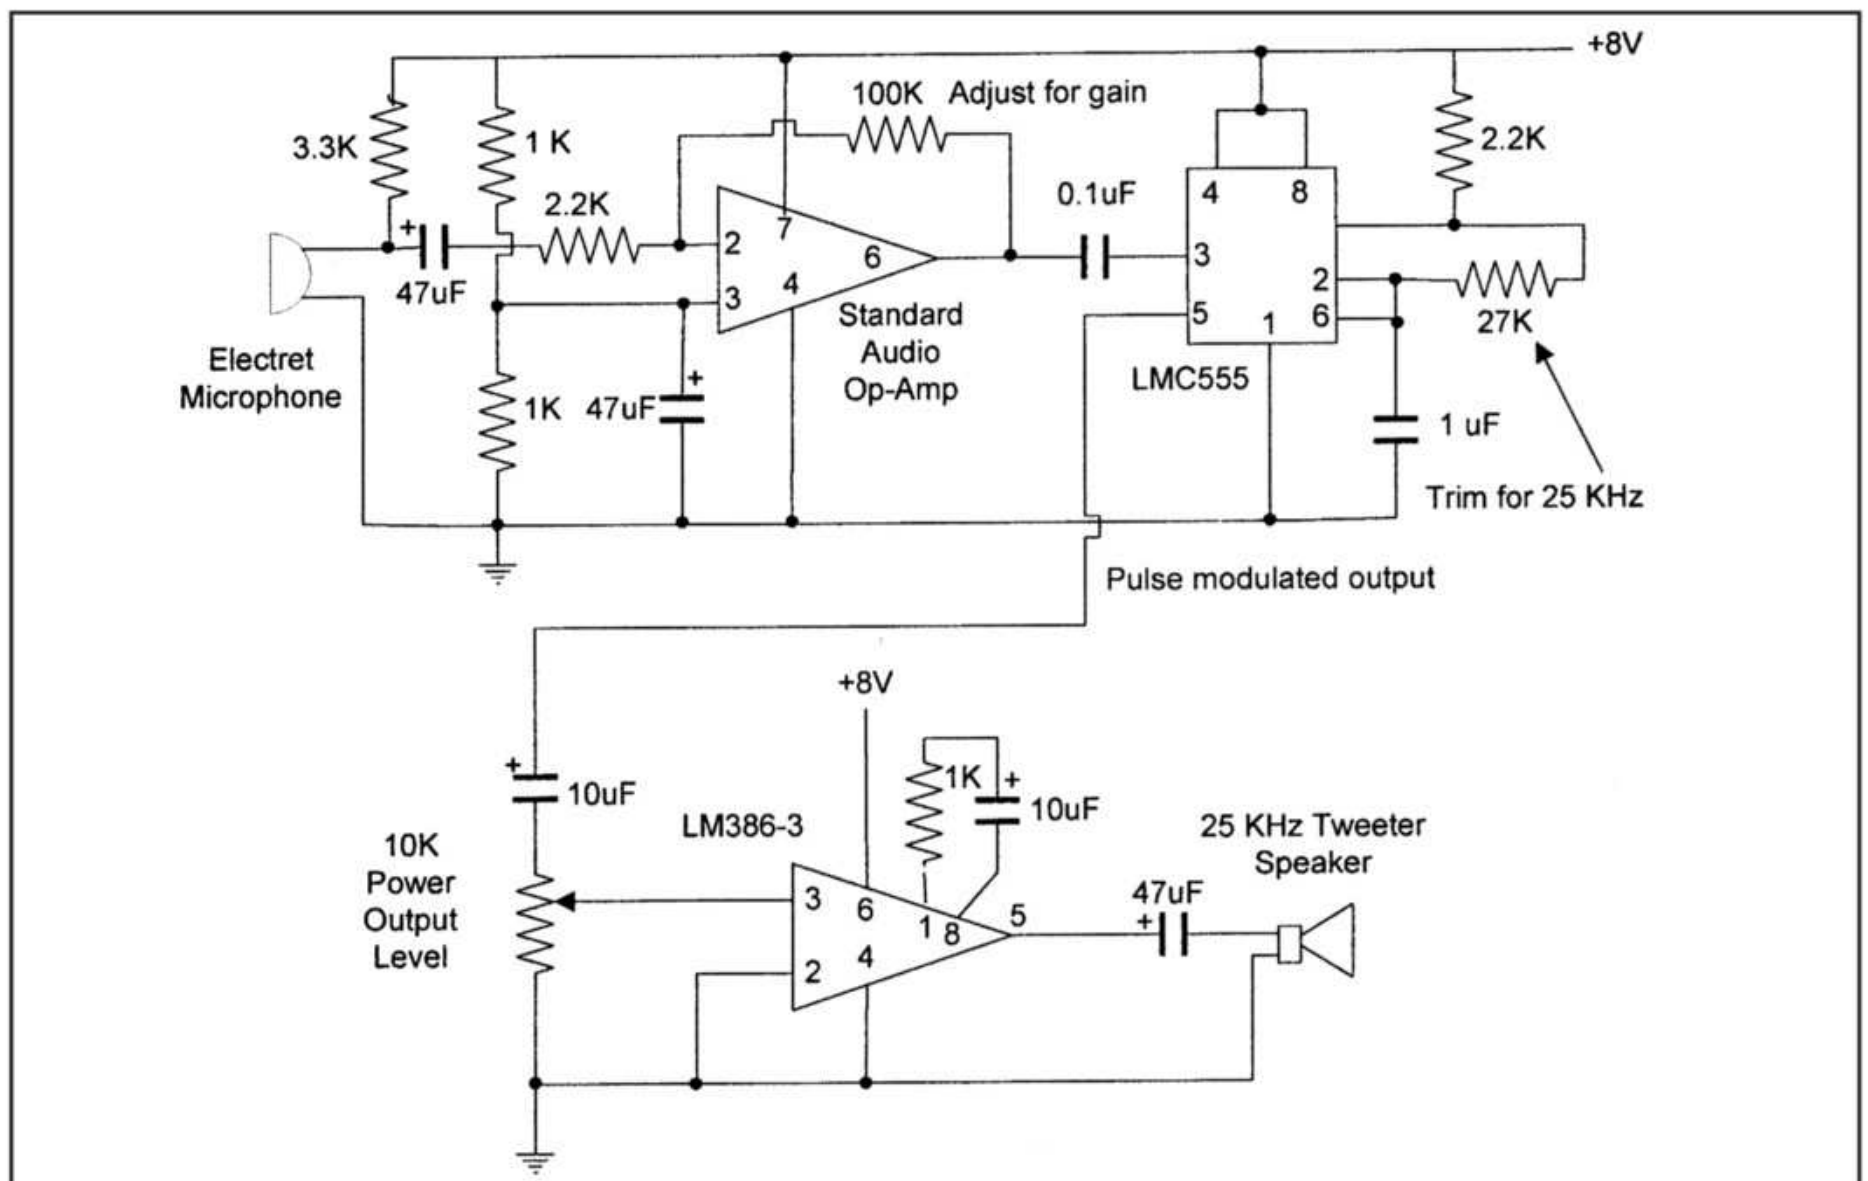 +8V
100K Adjust for gain
3.3K
1 K
2.2K
2.2K
0.1uF
4
8
7
2
6
3
4
3
2
5
1
6
+
47uF
27K
Standard
Audio
Op-Amp
LMC555
Electret
Microphone
1K
47uF
+
1 uF
Trim for 25 KHz
Pulse modulated output
+8V
+
10uF
1K
+
10uF
LM386-3
25 KHz Tweeter
Speaker
10K
Power
Output
Level
3
6
1
8
5
47uF
+
2
4